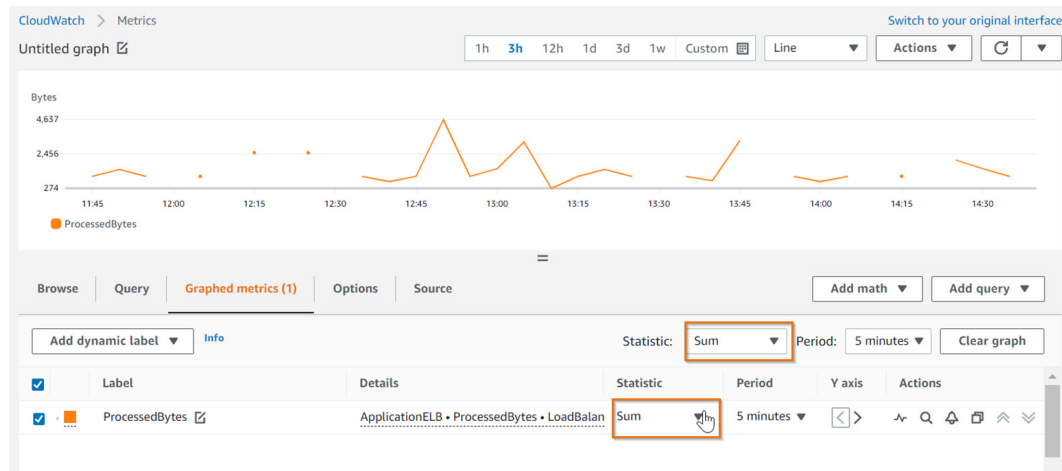 CloudWatch > Metrics Switch to your original interface
Untitled graph 1h 3h 12h 1d 3d 1w Custom Line Actions
Bytes
4,637
2,456
274
11:45 12:00 12:15 12:30 12:45 13:00 13:15 13:30 13:45 14:00 14:15 14:30
ProcessedBytes
Browse Query Graphed metrics (1) Options Source Add math Add query
Add dynamic label Info Statistic: Sum Period: 5 minutes Clear graph
Label Details Statistic Period Y axis Actions
ProcessedBytes ApplicationELB • ProcessedBytes • LoadBalan Sum 5 minutes < >